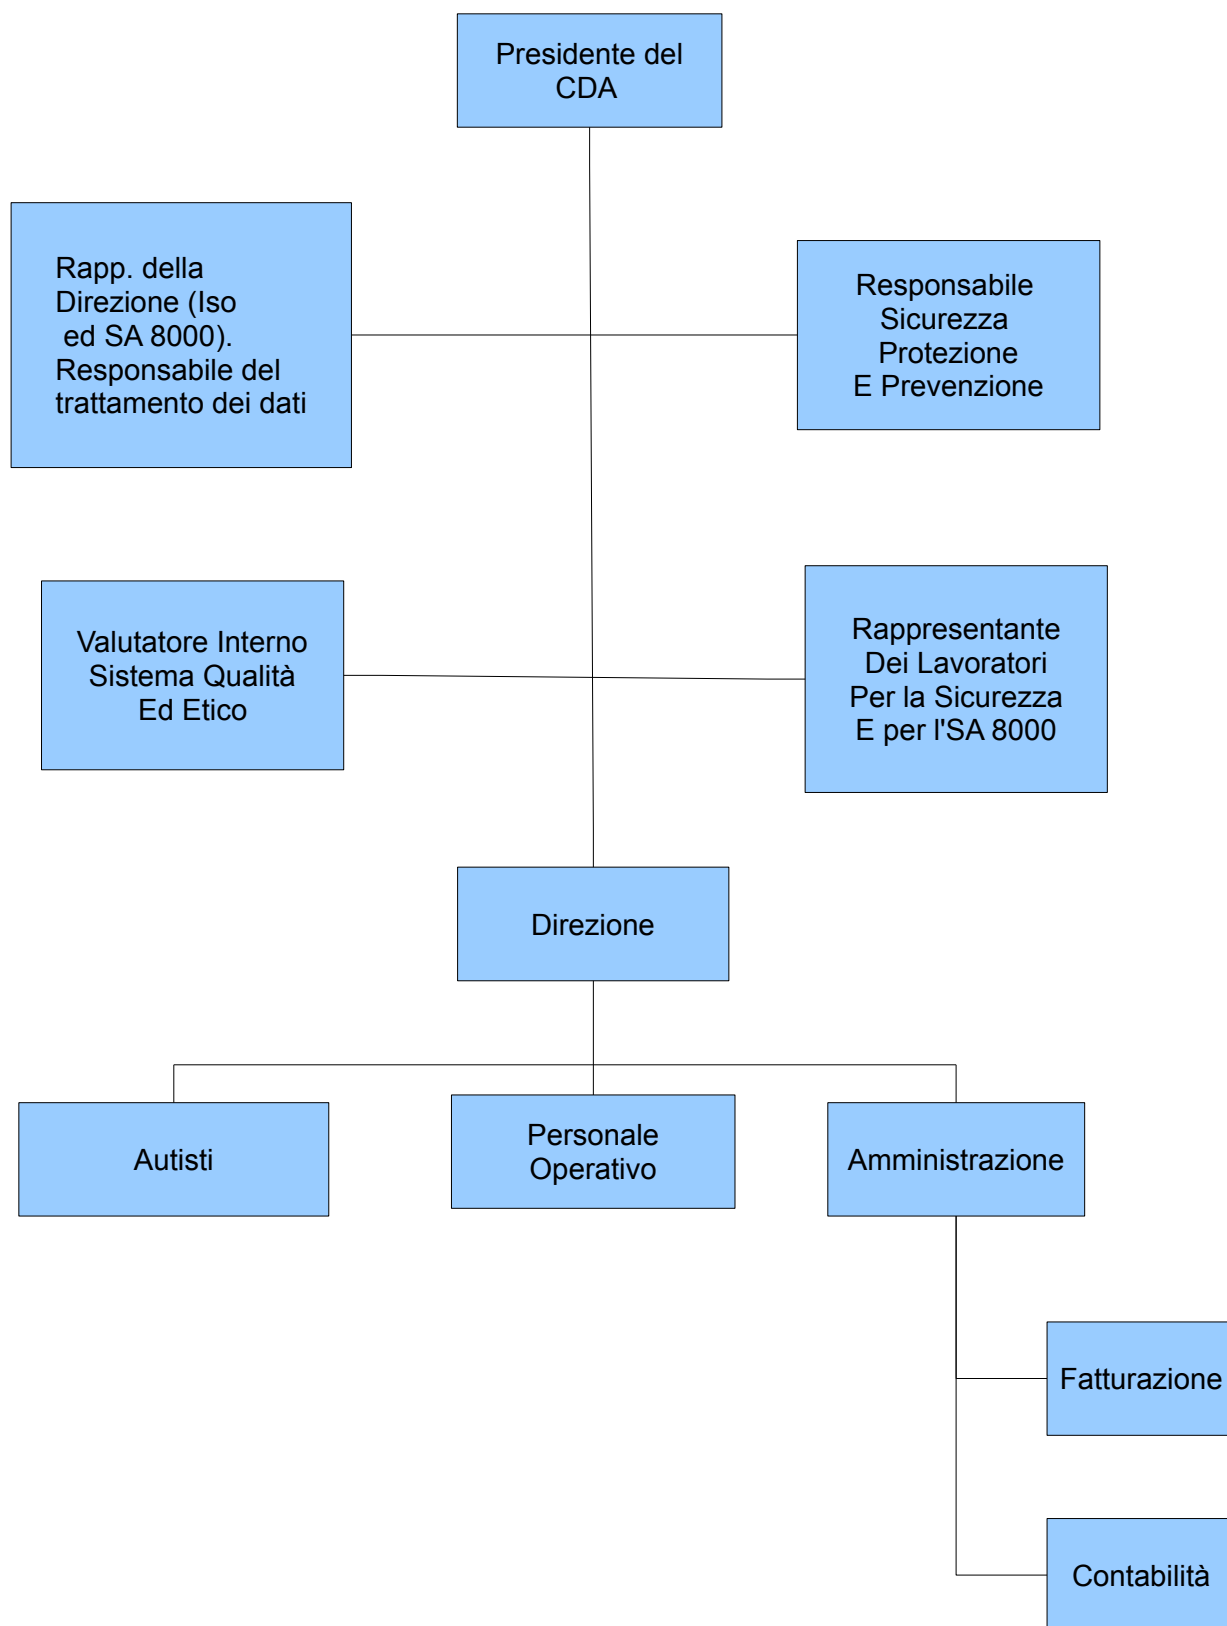 Presidente del
CDA
Rapp. della
Direzione (Iso
ed SA 8000).
Responsabile del
trattamento dei dati
Responsabile
Sicurezza
Protezione
E Prevenzione
Valutatore Interno
Sistema Qualità
Ed Etico
Rappresentante
Dei Lavoratori
Per la Sicurezza
E per l'SA 8000
Direzione
Autisti
Personale
Operativo
Amministrazione
Fatturazione
Contabilità